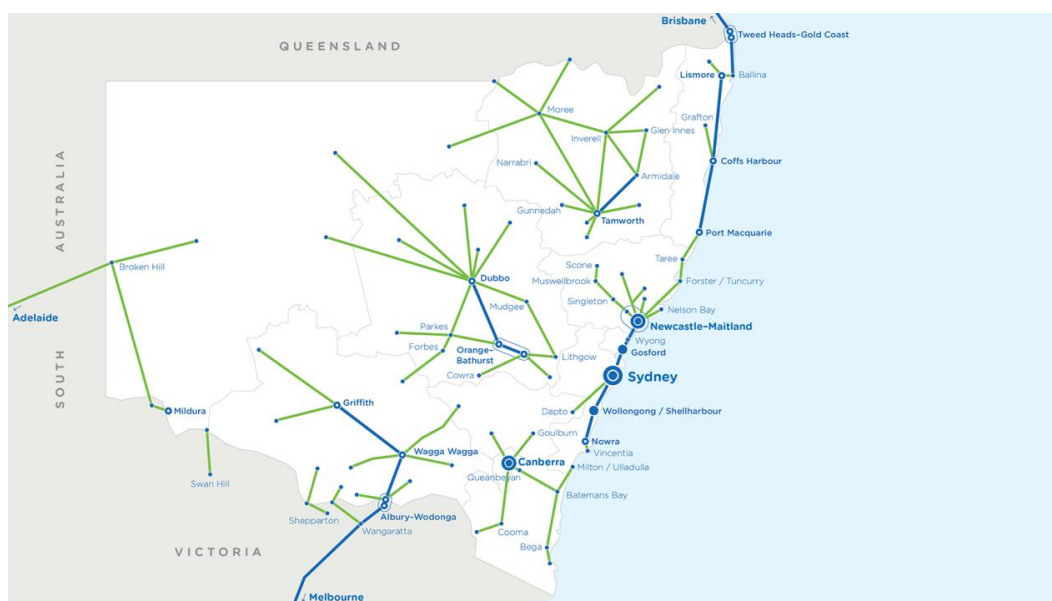 Brisbane
Tweed Heads-Gold Coast
QUEENSLAND
Lismore
Ballina
Moree
Grafton
Inverell
Glen Innes
Narrabri
Coffs Harbour
Armidale
AUSTRALIA
Gunnedah
Tamworth
Port Macquarie
Taree
Broken Hill
Scone
Dubbo
Muswellbrook
Forster / Tuncurry
Singleton
Mudgee
Nelson Bay
Adelaide
Newcastle-Maitland
Parkes
Wyong
Forbes
Orange-
Bathurst
Lithgow
Gosford
Cowra
Sydney
SOUTH
Griffith
Mildura
Dapto
Wollongong / Shellharbour
Goulburn
Nowra
Wagga Wagga
Vincentia
Canberra
Milton / Ulladulla
Queanbeyan
Swan Hill
Batemans Bay
Albury-Wodonga
Shepparton
Wangaratta
Cooma
VICTORIA
Bega
Melbourne